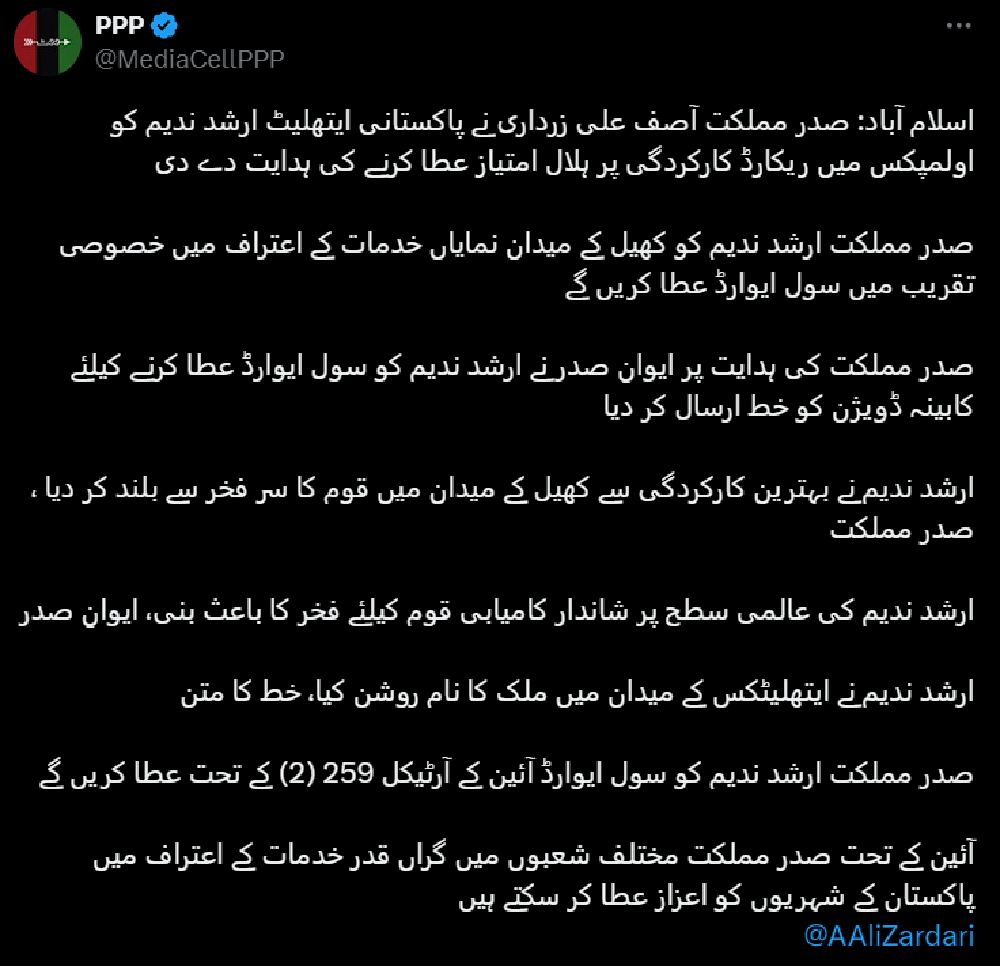 PPP
@MediaCellPPP
اسلام آباد: صدر مملکت آصف علی زرداری نے پاکستانی ایتھلیٹ ارشد ندیم کو
اولمپکس میں ریکارڈ کارکردگی پر ہلال امتیاز عطا کرنے کی ہدایت دے دی
صدر مملکت ارشد ندیم کو کھیل کے میدان نمایاں خدمات کے اعتراف میں خصوصی
تقریب میں سول ایوارڈ عطا کریں گے
صدر مملکت کی ہدایت پر ایوان صدر نے ارشد ندیم کو سول ایوارڈ عطا کرنے کیلئے
کابینہ ڈویژن کو خط ارسال کر دیا
ارشد ندیم نے بہترین کارکردگی سے کھیل کے میدان میں قوم کا سر فخر سے بلند کر دیا ،
صدر مملکت
ارشد ندیم کی عالمی سطح پر شاندار کامیابی قوم کیلئے فخر کا باعث بنی، ایوانِ صدر
ارشد ندیم نے ایتھلیٹکس کے میدان میں ملک کا نام روشن کیا، خط کا متن
صدر مملکت ارشد ندیم کو سول ایوارڈ آئین کے آرٹیکل 259 (2) کے تحت عطا کریں گے
آئین کے تحت صدر مملکت مختلف شعبوں میں گراں قدر خدمات کے اعتراف میں
پاکستان کے شہریوں کو اعزاز عطا کر سکتے ہیں
@AAliZardari